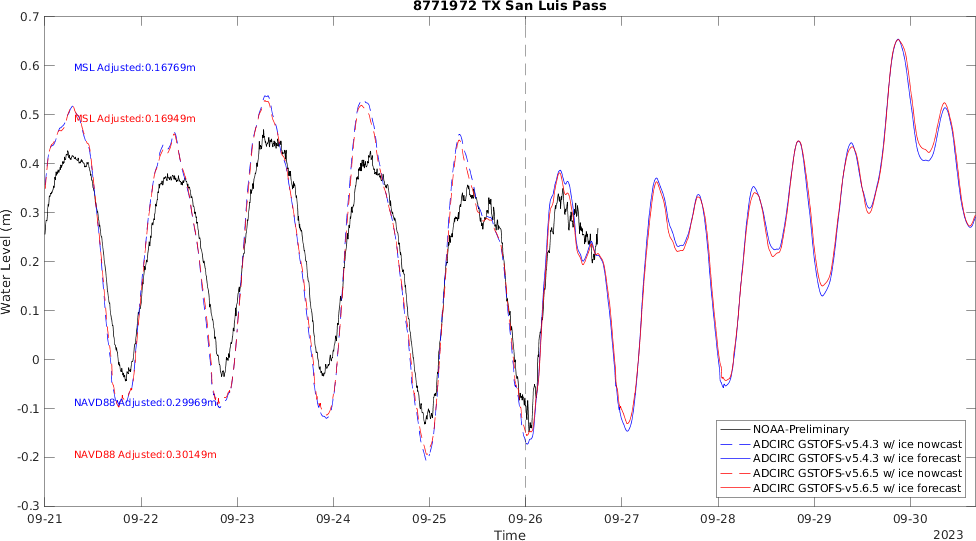 8771972 TX San Luis Pass
0.7
0.6
0.5
0.4
0.3
0.2
0.1
0
-0.1
-0.2
-0.3
Water Level (m)
MSL Adjusted:0.16769m
MSL Adjusted:0.16949m
NAVD88 Adjusted:0.29969m
NAVD88 Adjusted:0.30149m
NOAA-Preliminary
ADCIRC GSTOFS-v5.4.3 w/ ice nowcast
ADCIRC GSTOFS-v5.4.3 w/ ice forecast
ADCIRC GSTOFS-v5.6.5 w/ ice nowcast
ADCIRC GSTOFS-v5.6.5 w/ ice forecast
09-21 09-22 09-23 09-24 09-25 09-26 09-27 09-28 09-29 09-30
Time
2023